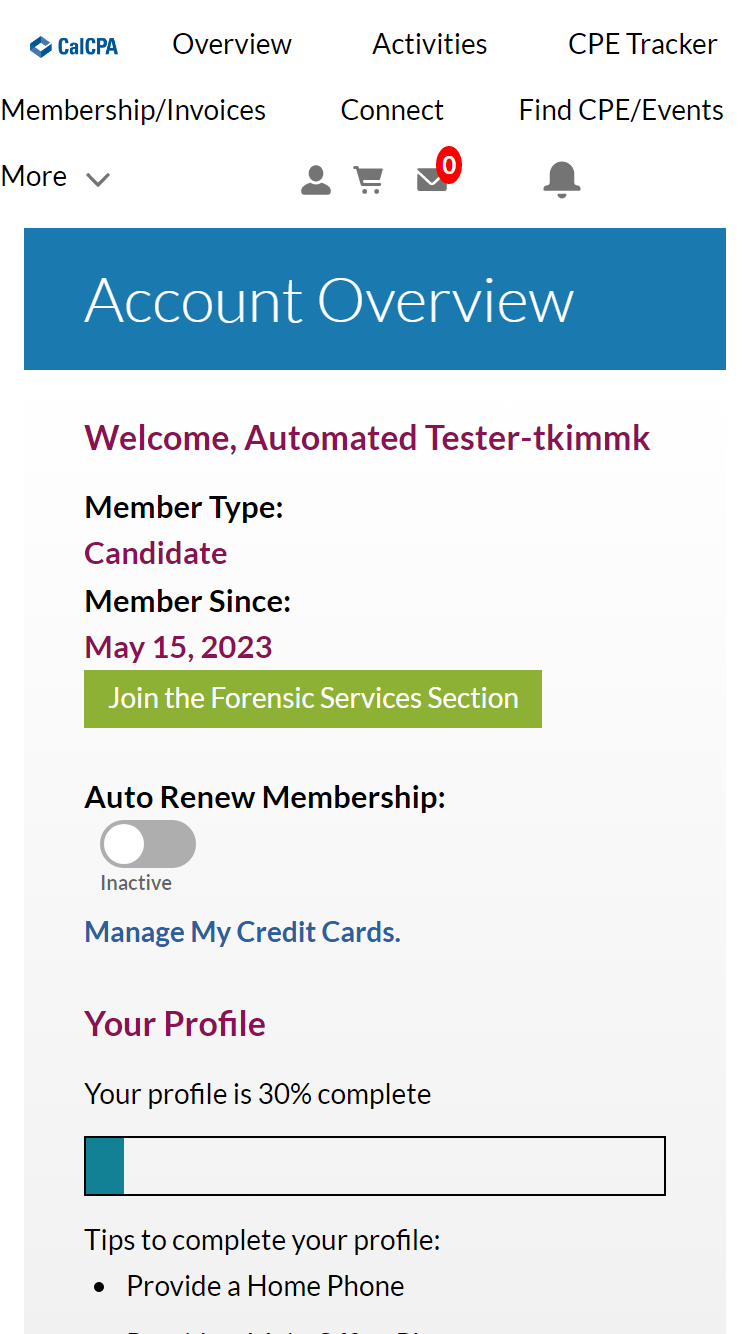 CalCPA Overview Activities CPE Tracker
Membership/Invoices Connect Find CPE/Events
More 0
Account Overview
Welcome, Automated Tester-tkimmk
Member Type:
Candidate
Member Since:
May 15, 2023
Join the Forensic Services Section
Auto Renew Membership:
Inactive
Manage My Credit Cards.
Your Profile
Your profile is 30% complete
Tips to complete your profile:
• Provide a Home Phone